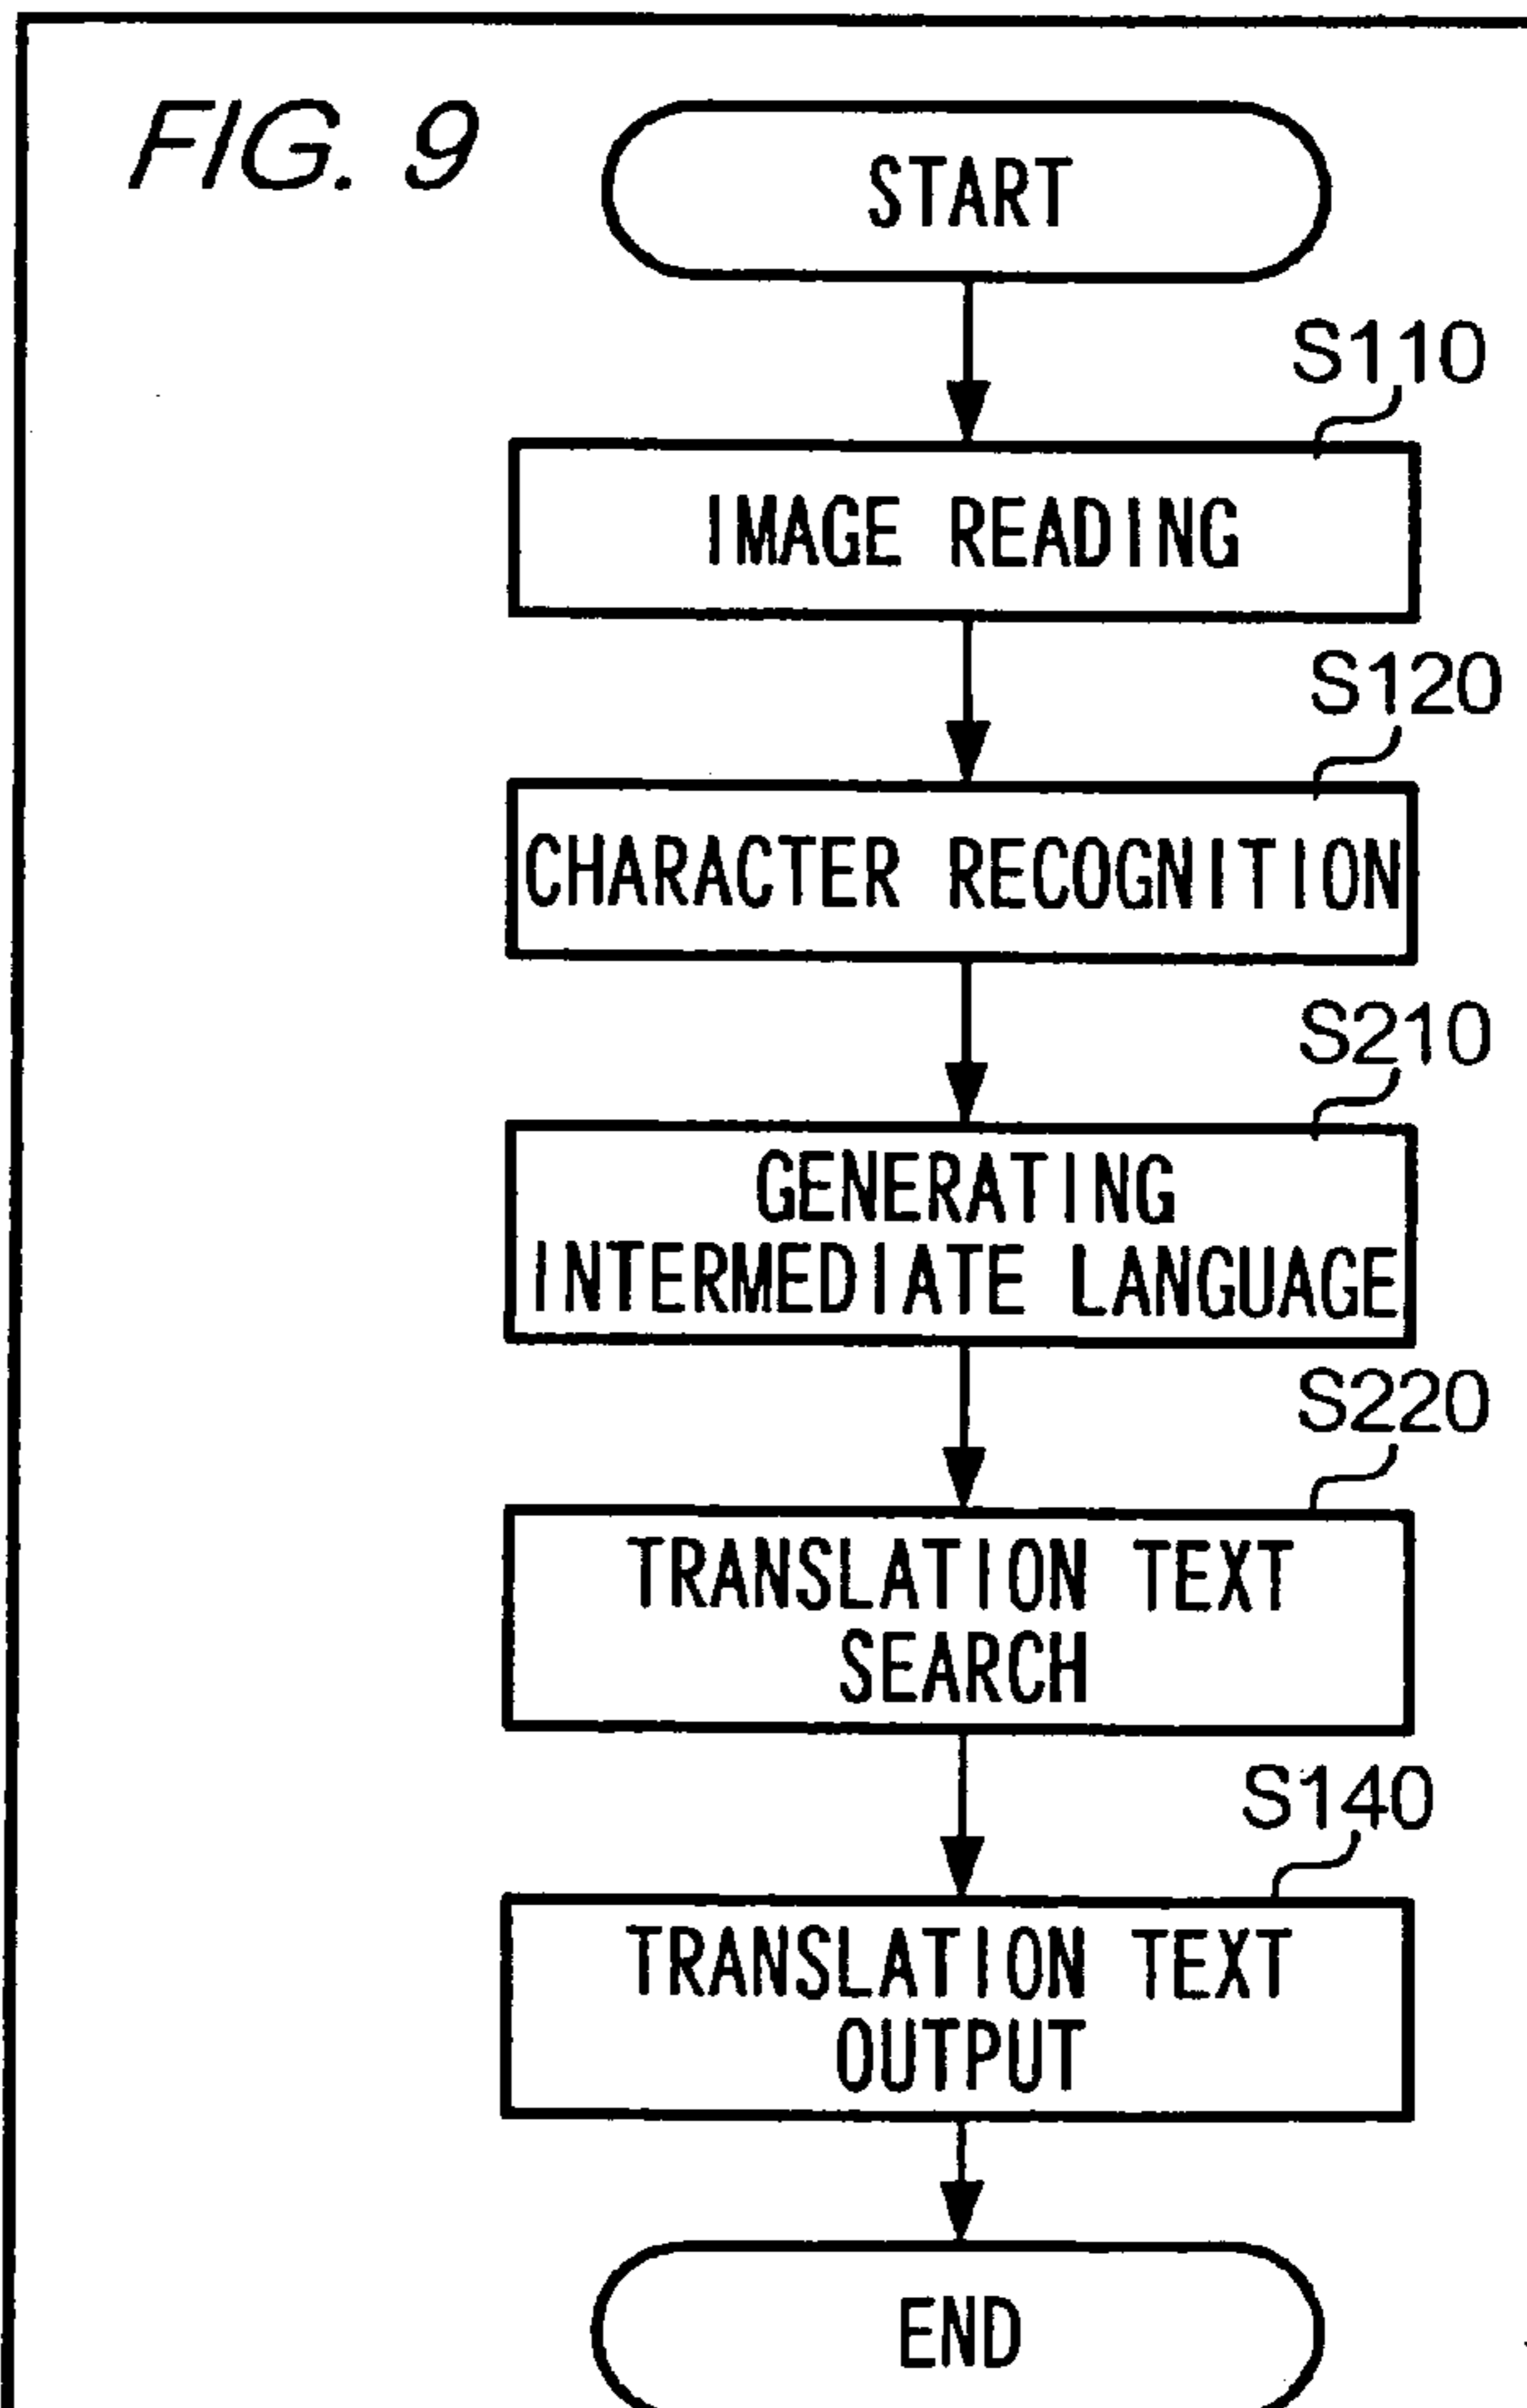 FIG. 9
START
S110
IMAGE READING
S120
CHARACTER RECOGNITION
S210
GENERATING
INTERMEDIATE LANGUAGE
S220
TRANSLATION TEXT
SEARCH
S140
TRANSLATION TEXT
OUTPUT
END